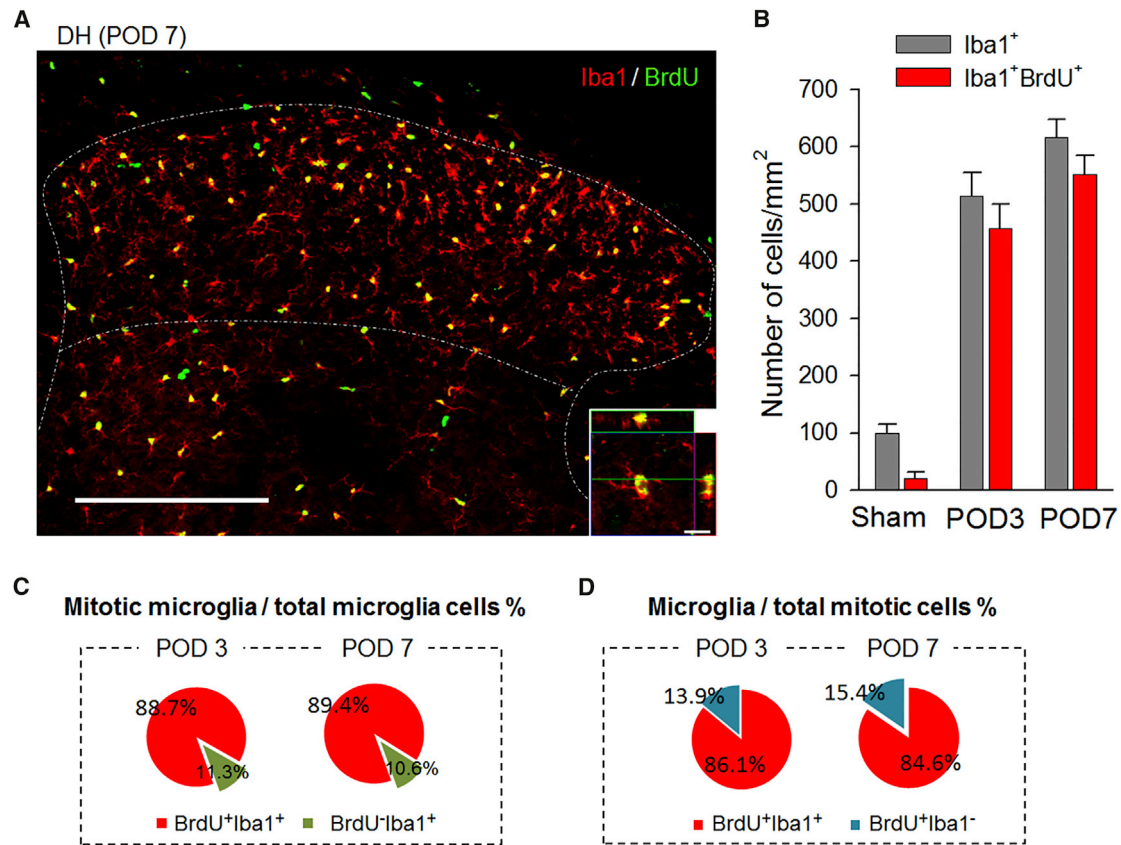 A
DH (POD 7)
Iba1 / BrdU
B
Iba1⁺
Iba1⁺BrdU⁺
Number of cells/mm²
700
600
500
400
300
200
100
0
Sham POD3 POD7
C
Mitotic microglia / total microglia cells %
POD 3 POD 7
88.7% 89.4%
11.3% 10.6%
BrdU⁺Iba1⁺ BrdU⁻Iba1⁺
D
Microglia / total mitotic cells %
POD 3 POD 7
13.9% 15.4%
86.1% 84.6%
BrdU⁺Iba1⁺ BrdU⁺Iba1⁻